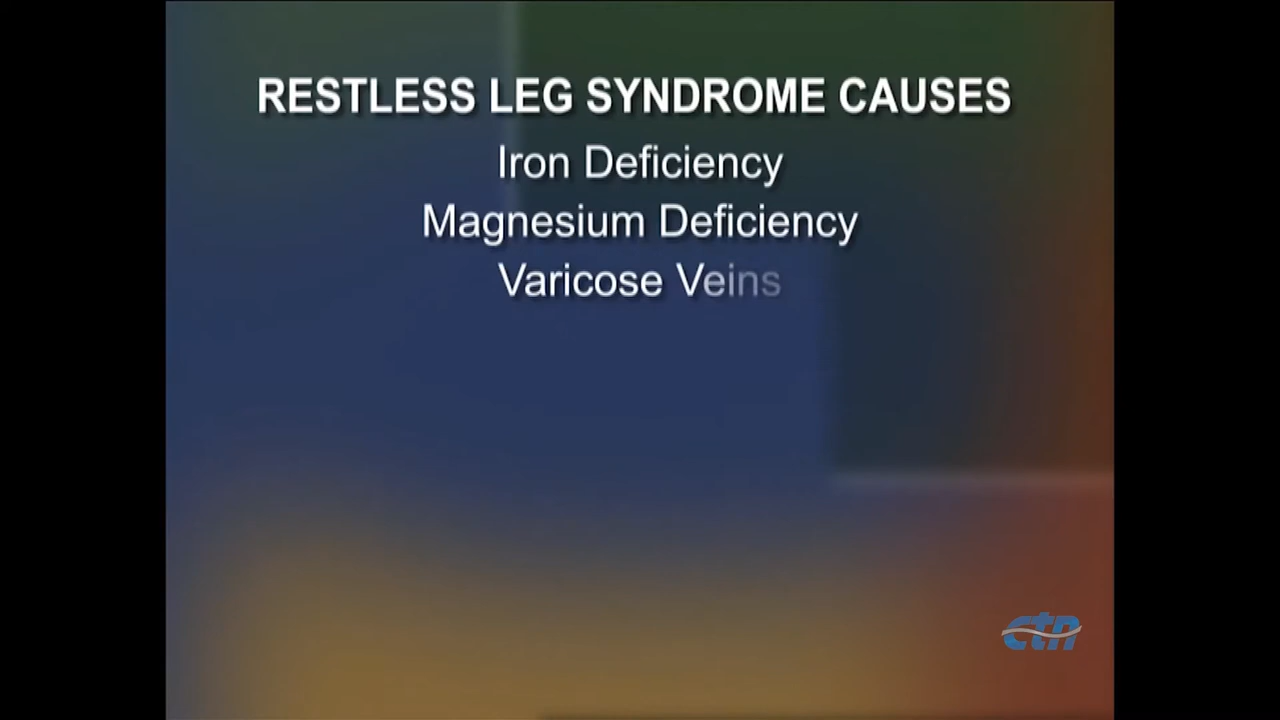 RESTLESS LEG SYNDROME CAUSES
Iron Deficiency
Magnesium Deficiency
Varicose Veins
ctn